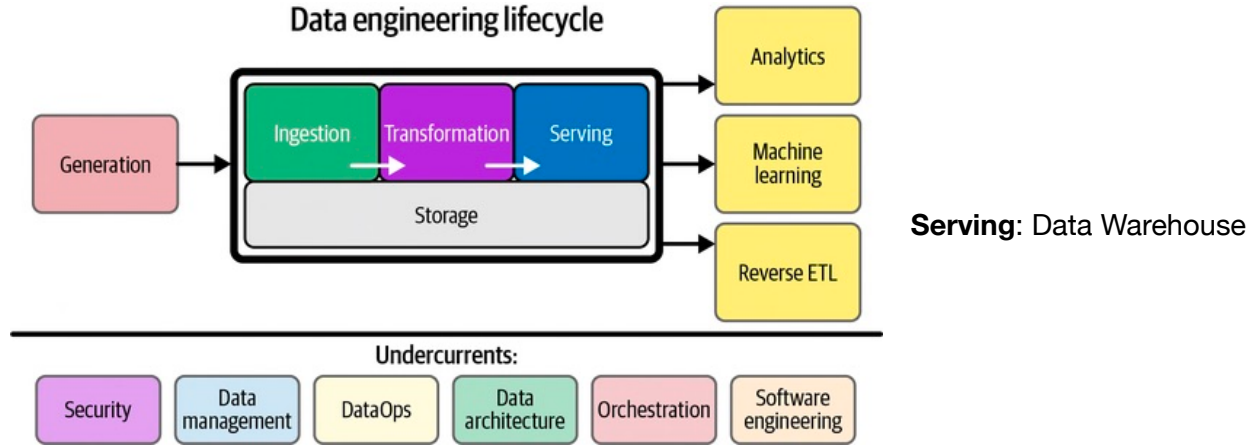 Data engineering lifecycle
Generation
Ingestion
Transformation
Serving
Storage
Analytics
Machine
learning
Reverse ETL
Serving: Data Warehouse
Undercurrents:
Security
Data
management
DataOps
Data
architecture
Orchestration
Software
engineering